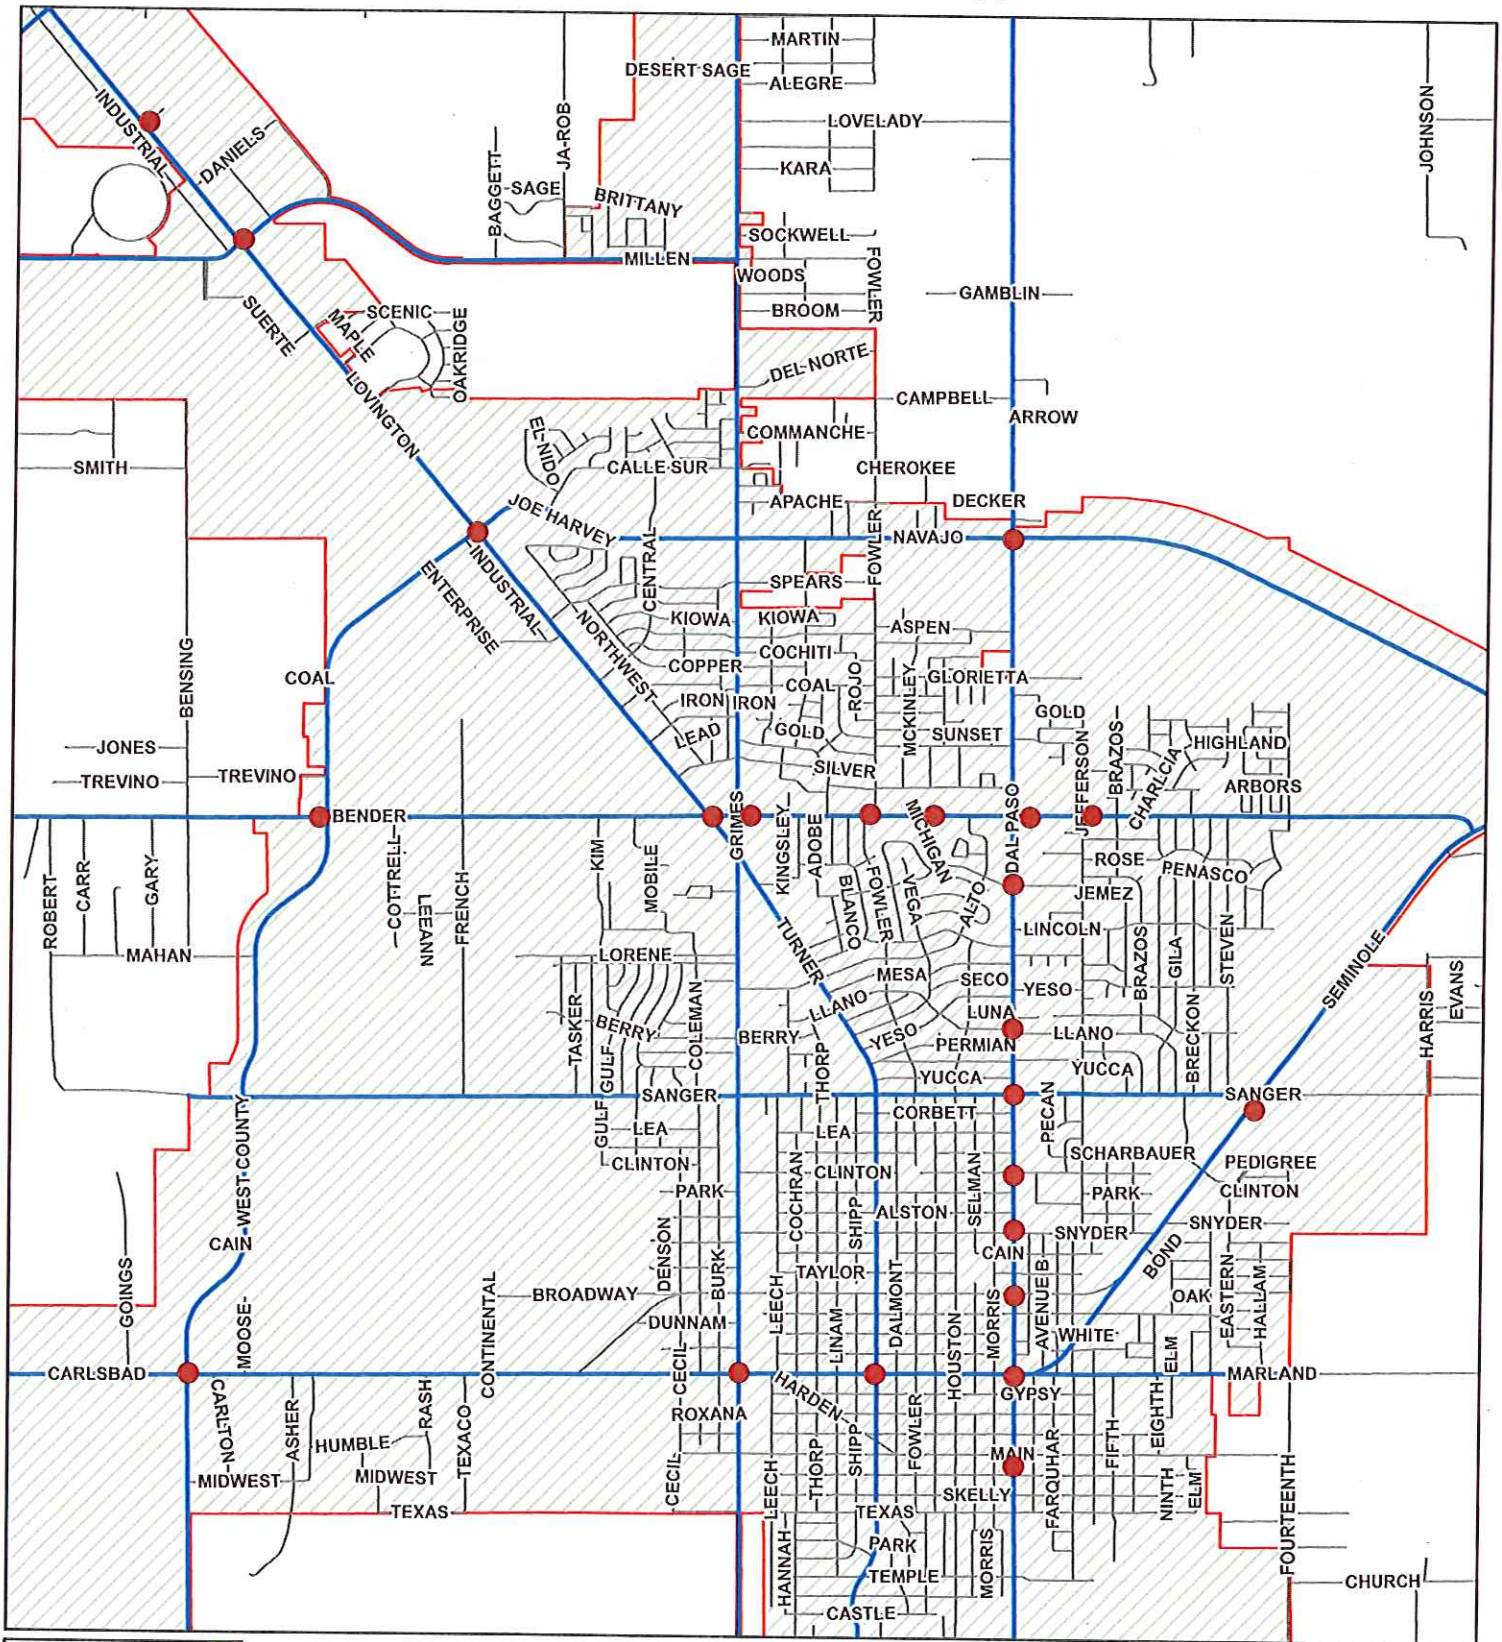 MARTIN
DESERT SAGE
ALEGRE
INDUSTRIAL
JA-ROB
LOVELADY
JOHNSON
DANIELS
KARA
BAGGETT
SAGE
BRITTANY
SOCKWELL
MILLEN
WOODS
FOWLER
GAMBLIN
SUERTE
MAPLE
SCENIC
OAKRIDGE
BROOM
DEL-NORTE
LOVINGTON
CAMPBELL
ARROW
EL-NIDO
COMMANCHE
SMITH
CALLE SUR
CHEROKEE
JOE HARVEY
APACHE
DECKER
NAVAJO
CENTRAL
FOWLER
ENTERPRISE
INDUSTRIAL
SPEARS
NORTHWEST
KIOWA
KIOWA
ASPEN
BENSING
COCHITI
COPPER
COAL
COAL
ROJO
MCKINLEY
GLORIETTA
IRON
IRON
GOLD
LEAD
GOLD
SUNSET
JEFFERSON
BRAZOS
CHARLCIA
HIGHLAND
JONES
TREVINO
TREVINO
SILVER
ARBORS
BENDER
GRIMES
KINGSLEY
ADOBE
MICHIGAN
DAL-PASO
ROBERT
CARR
GARY
COTTRELL
LEEANN
FRENCH
KIM
MOBILE
BLANCO
FOWLER
VEGA
ALTO
ROSE
PENASCO
JEMEZ
LINCOLN
MAHAN
LORENE
TURNER
MESA
SECO
YESO
BRAZOS
GILA
STEVEN
SEMINOLE
EVANS
HARRIS
TASKER
BERRY
GULF
COLEMAN
BERRY
LLANO
YESO
LUNA
PERMIAN
LLANO
BRECKON
THORP
YUCCA
YUCCA
SANGER
SANGER
GULF
CORBETT
PECAN
LEA
LEA
WEST-COUNTY
CLINTON
COCHRAN
CLINTON
SELMAN
SCHARBAUER
PEDIGREE
PARK
SHIPP
ALSTON
PARK
CLINTON
CAIN
SNYDER
SNYDER
CAIN
GOINGS
DENSON
BURK
TAYLOR
DALMONT
AVENUE B
BOND
MOOSE
CONTINENTAL
BROADWAY
LEECH
LINAM
MORRIS
OAK
EASTERN
HALLAM
DUNNAM
HOUSTON
WHITE
ELM
CARLSBAD
CECIL
MARLAND
CARLTON
ASHER
RASH
TEXACO
ROXANA
HARDEN
GYPSY
EIGHTH
HUMBLE
FOWLER
MIDWEST
MIDWEST
CECIL
THORP
SHIPP
MAIN
FARQUHAR
FIFTH
NINTH
ELM
FOURTEENTH
TEXAS
LEECH
SKELLY
TEXAS
HANNAH
PARK
TEMPLE
MORRIS
CHURCH
CASTLE